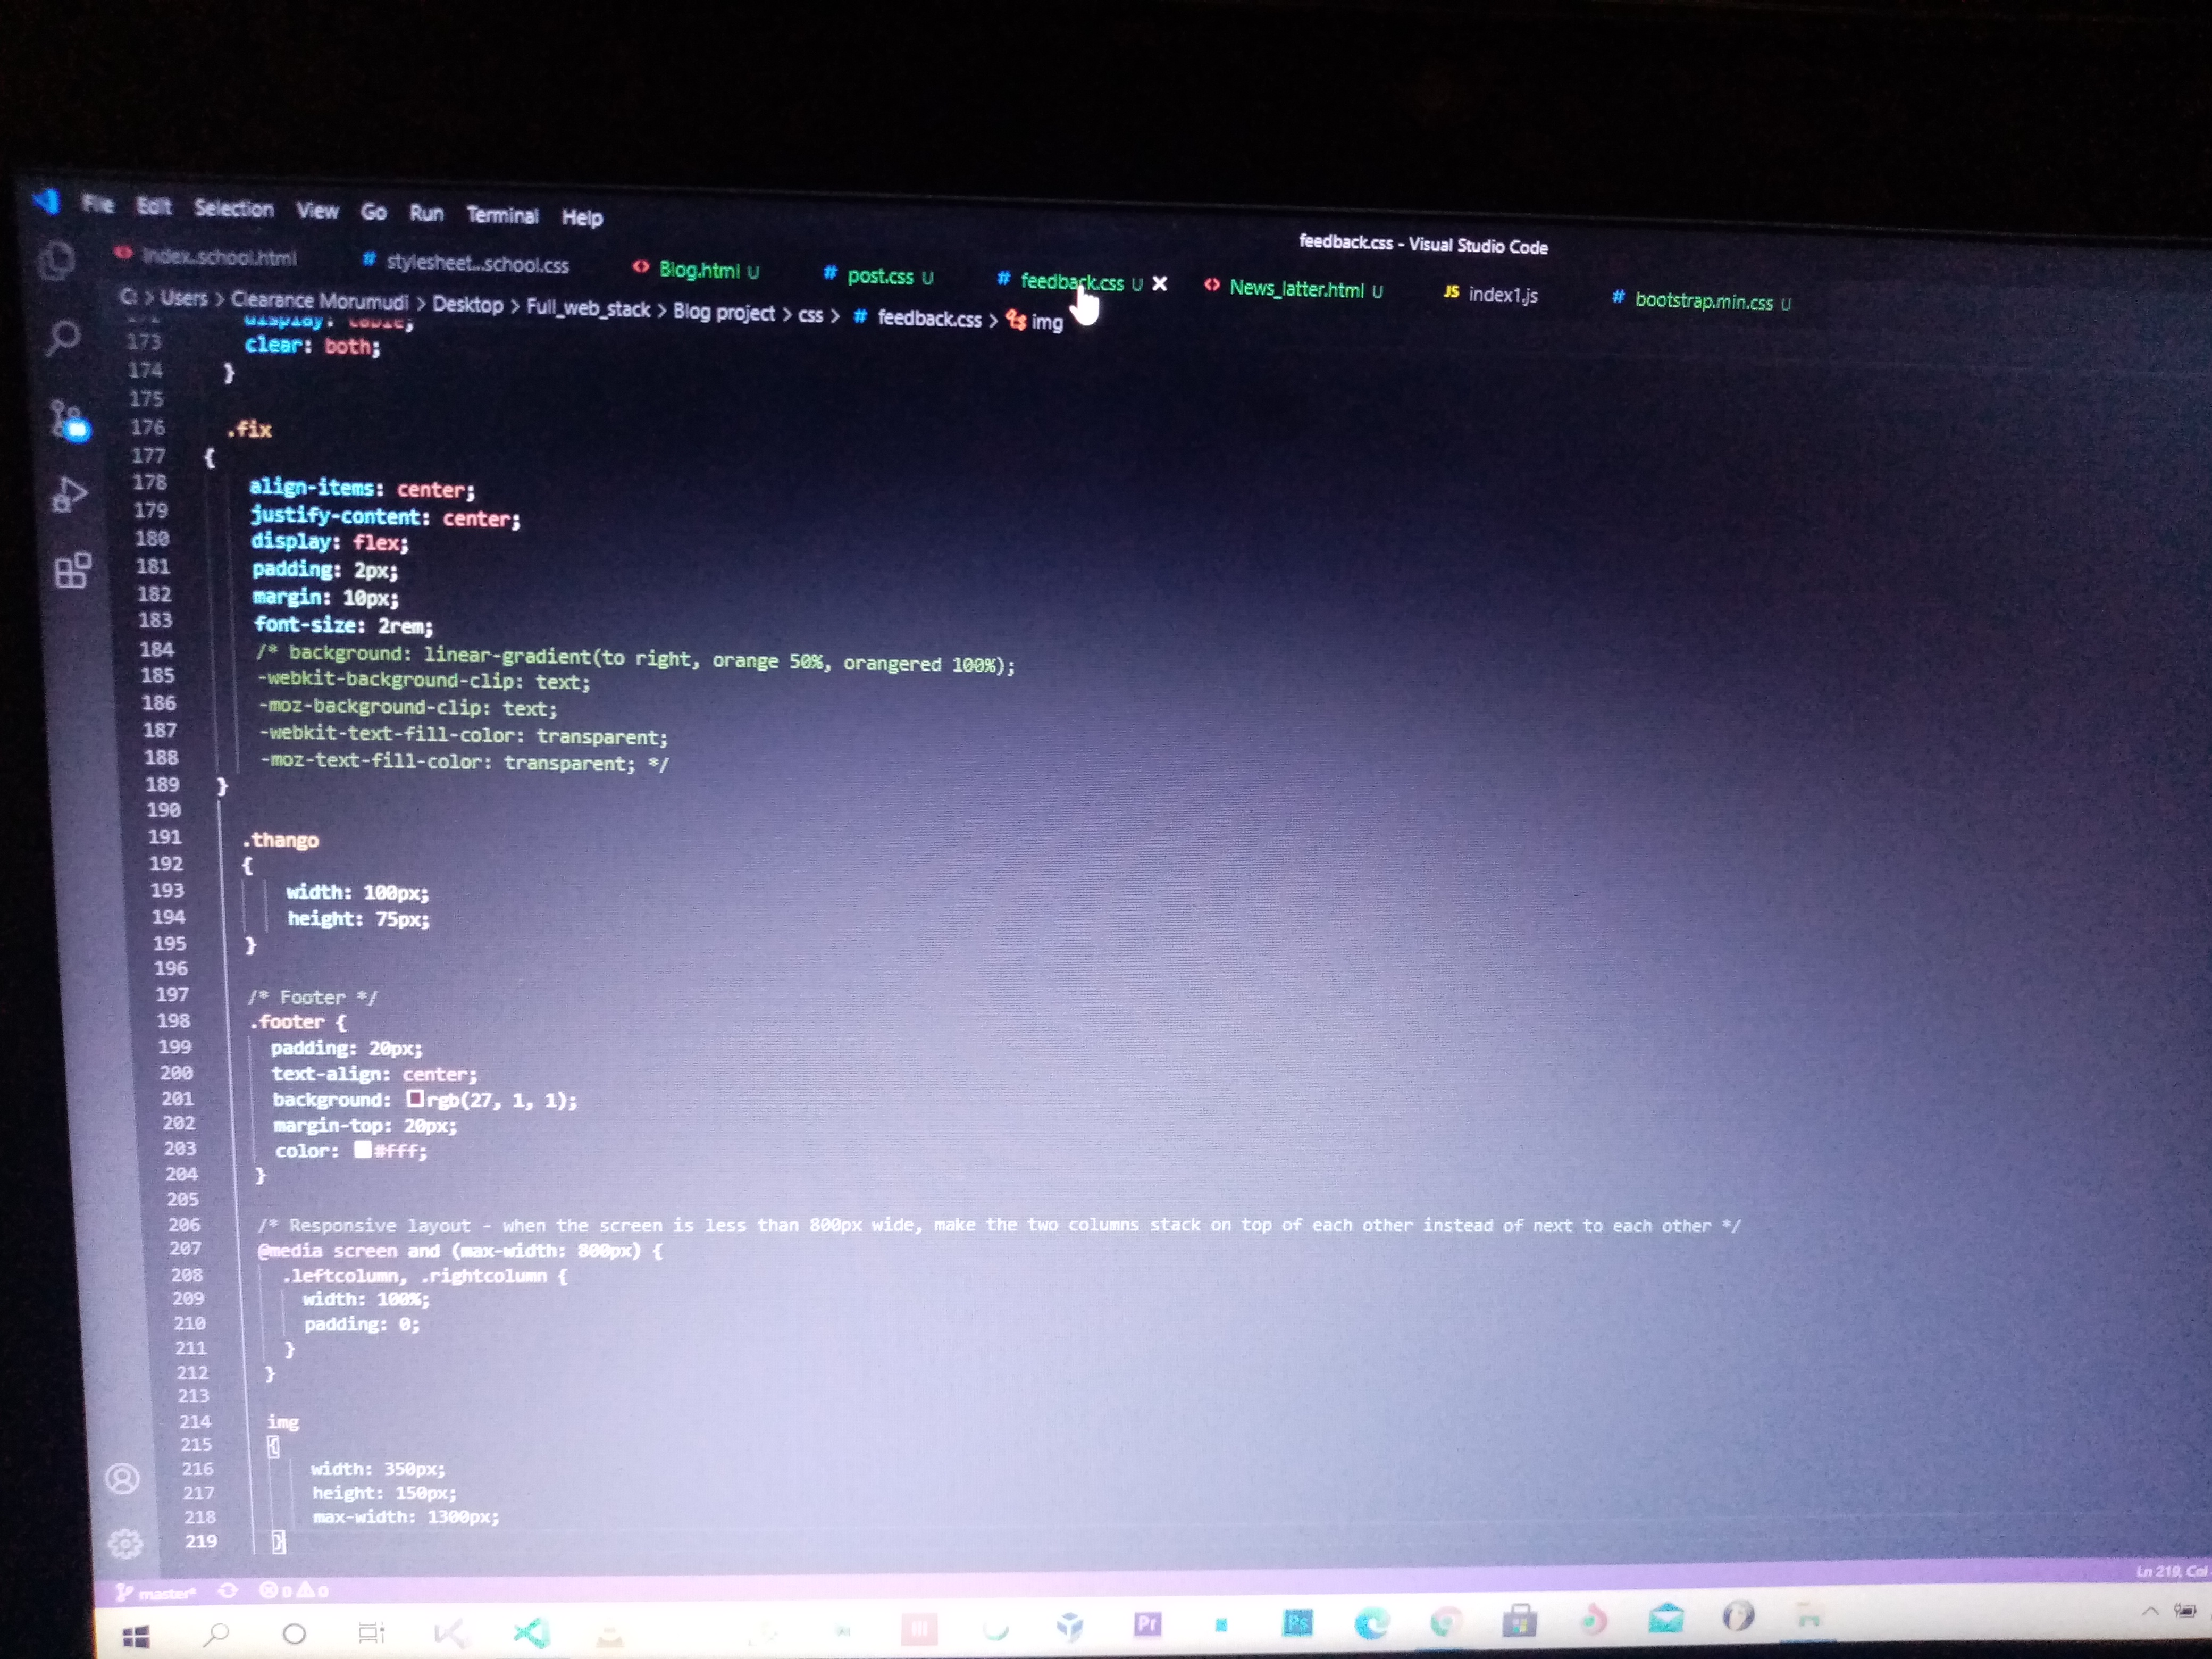 File Edit Selection View Go Run Terminal Help
feedback.css - Visual Studio Code
index..school.html # stylesheet...school.css Blog.html U # post.css U # feedback.css U News_latter.html U JS index1.js # bootstrap.min.css U
C: > Users > Clearance Morumudi > Desktop > Full_web_stack > Blog project > css > # feedback.css > img
display: table;
173 clear: both;
174 }
175
176 .fix
177 {
178 align-items: center;
179 justify-content: center;
180 display: flex;
181 padding: 2px;
182 margin: 10px;
183 font-size: 2rem;
184 /* background: linear-gradient(to right, orange 50%, orangered 100%);
185 -webkit-background-clip: text;
186 -moz-background-clip: text;
187 -webkit-text-fill-color: transparent;
188 -moz-text-fill-color: transparent; */
189 }
190
191 .thango
192 {
193 width: 100px;
194 height: 75px;
195 }
196
197 /* Footer */
198 .footer {
199 padding: 20px;
200 text-align: center;
201 background: rgb(27, 1, 1);
202 margin-top: 20px;
203 color: #fff;
204 }
205
206 /* Responsive layout - when the screen is less than 800px wide, make the two columns stack on top of each other instead of next to each other */
207 @media screen and (max-width: 800px) {
208 .leftcolumn, .rightcolumn {
209 width: 100%;
210 padding: 0;
211 }
212 }
213
214 img
215 {
216 width: 350px;
217 height: 150px;
218 max-width: 1300px;
219 }
master* 0 0 Ln 219, Col
Pr Ps